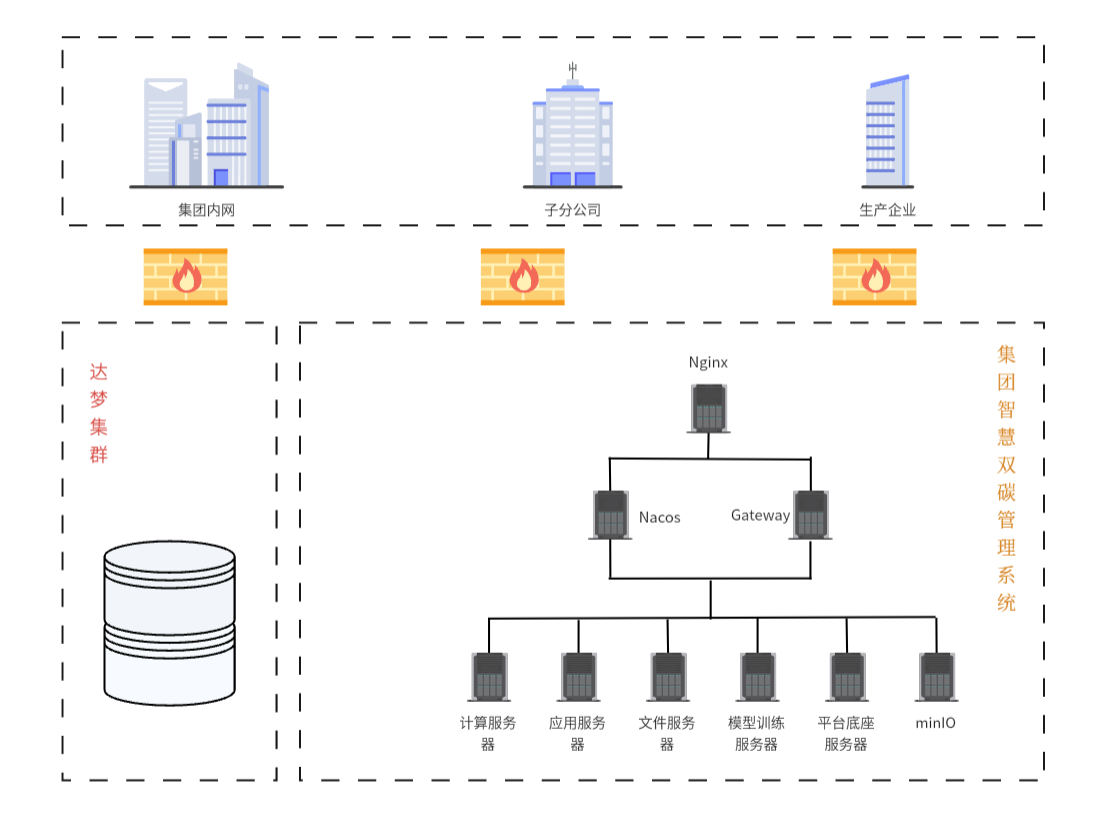 集团内网
子分公司
生产企业
达梦集群
集团智慧双碳管理系统
Nginx
Nacos
Gateway
计算服务
器
应用服务
器
文件服务
器
模型训练
服务器
平台底座
服务器
minIO